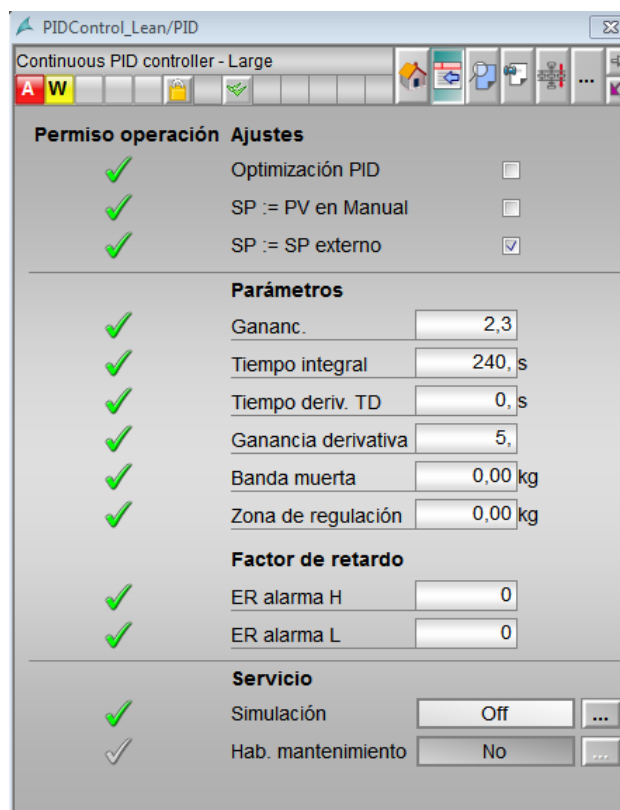 PIDControl_Lean/PID
Continuous PID controller - Large
A W
...
Permiso operación Ajustes
Optimización PID
SP := PV en Manual
SP := SP externo
Parámetros
Gananc. 2,3
Tiempo integral 240, s
Tiempo deriv. TD 0, s
Ganancia derivativa 5,
Banda muerta 0,00 kg
Zona de regulación 0,00 kg
Factor de retardo
ER alarma H 0
ER alarma L 0
Servicio
Simulación Off ...
Hab. mantenimiento No ...